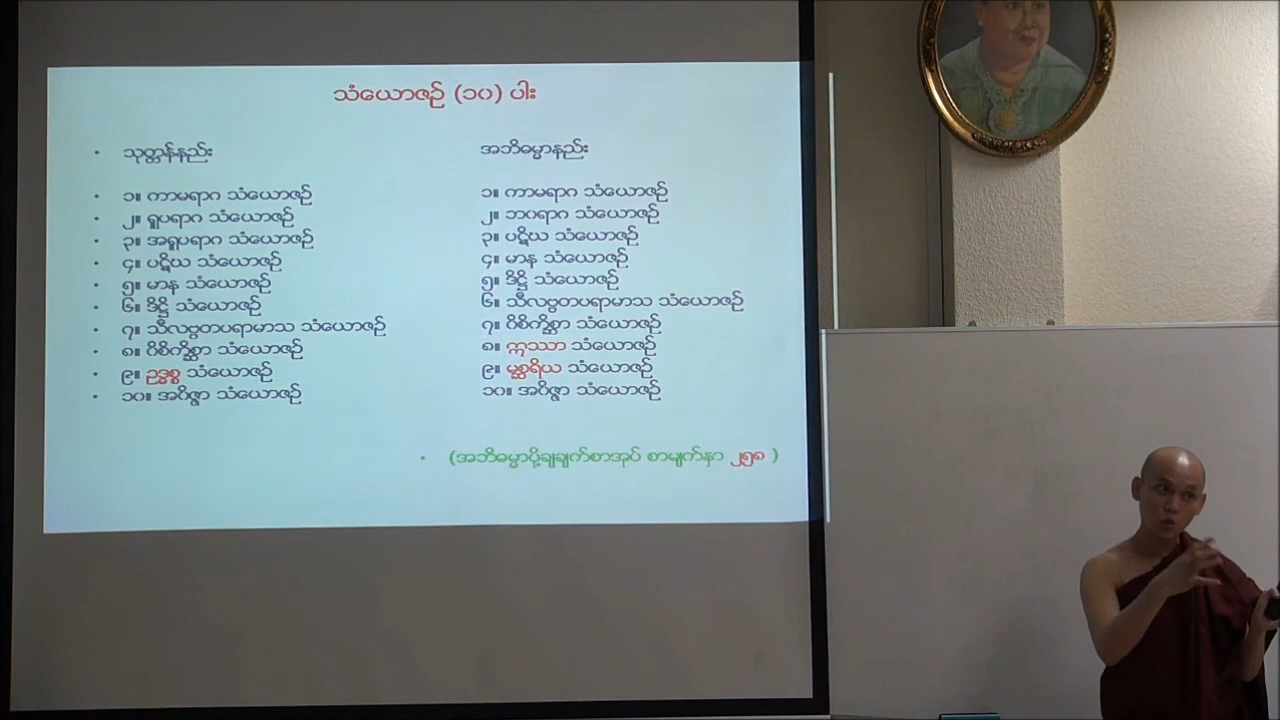 သံယောဇဉ် (၁၀) ပါး
• သုတ္တန်နည်း
• ၁။ ကာမရာဂ သံယောဇဉ်
• ၂။ ရူပရာဂ သံယောဇဉ်
• ၃။ အရူပရာဂ သံယောဇဉ်
• ၄။ ပဋိဃ သံယောဇဉ်
• ၅။ မာန သံယောဇဉ်
• ၆။ ဒိဋ္ဌိ သံယောဇဉ်
• ၇။ သီလဗ္ဗတပရာမာသ သံယောဇဉ်
• ၈။ ဝိစိကိစ္ဆာ သံယောဇဉ်
• ၉။ ဥဒ္ဓစ္စ သံယောဇဉ်
• ၁၀။ အဝိဇ္ဇာ သံယောဇဉ်
အဘိဓမ္မာနည်း
၁။ ကာမရာဂ သံယောဇဉ်
၂။ ဘဝရာဂ သံယောဇဉ်
၃။ ပဋိဃ သံယောဇဉ်
၄။ မာန သံယောဇဉ်
၅။ ဒိဋ္ဌိ သံယောဇဉ်
၆။ သီလဗ္ဗတပရာမာသ သံယောဇဉ်
၇။ ဝိစိကိစ္ဆာ သံယောဇဉ်
၈။ ဣဿာ သံယောဇဉ်
၉။ မစ္ဆရိယ သံယောဇဉ်
၁၀။ အဝိဇ္ဇာ သံယောဇဉ်
• (အဘိဓမ္မာပို့ချချက်စာအုပ် စာမျက်နှာ ၂၅၈ )